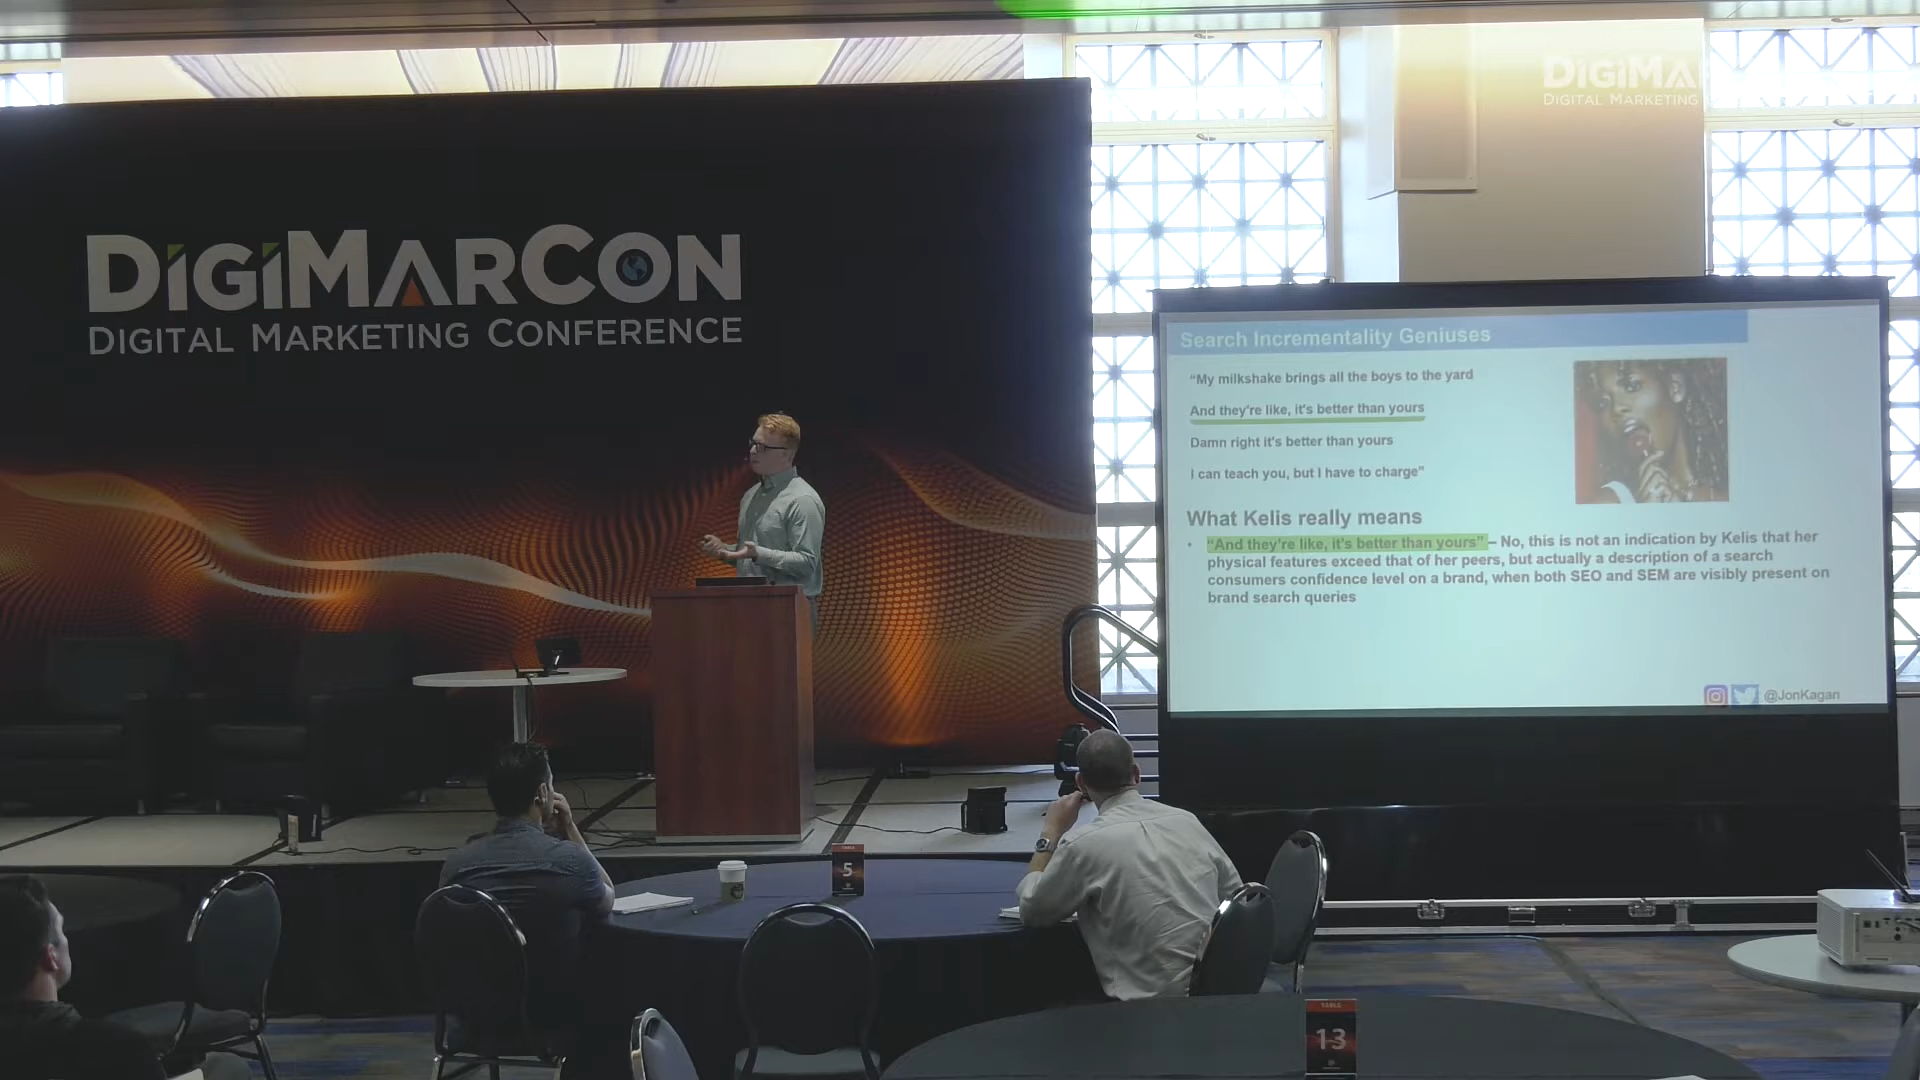 DiGiMA
DIGITAL MARKETING
DiGiMARCON
DIGITAL MARKETING CONFERENCE
Search Incrementality Geniuses
“My milkshake brings all the boys to the yard
And they're like, it's better than yours
Damn right it's better than yours
I can teach you, but I have to charge”
What Kelis really means
• “And they're like, it's better than yours” – No, this is not an indication by Kelis that her
physical features exceed that of her peers, but actually a description of a search
consumers confidence level on a brand, when both SEO and SEM are visibly present on
brand search queries
@JonKagan
TABLE
5
TABLE
13